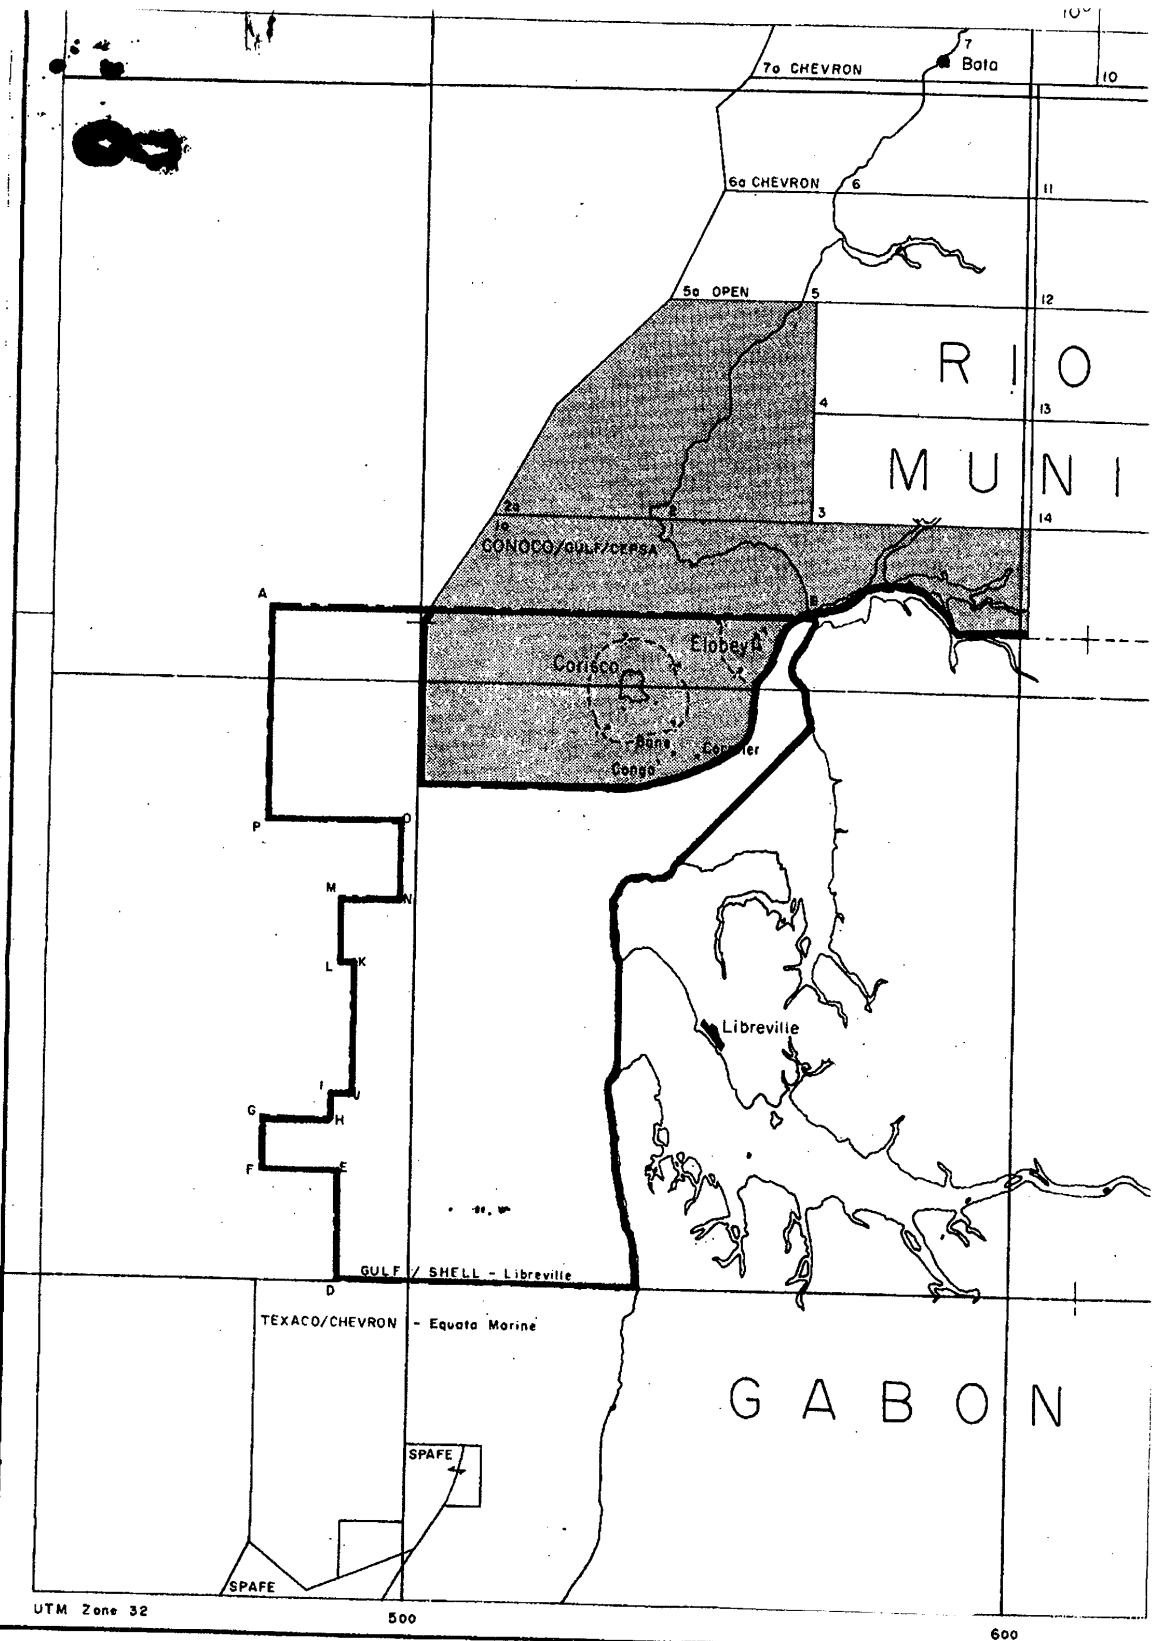 10°
7
Bata
7a CHEVRON
10
6a CHEVRON
6
11
5a OPEN
5
12
RIO
4
13
MUNI
2a
2
3
14
1a
1
CONOCO/GULF/CEPSA
A
B
Elobey
Corisco
Bane
Congo
P
O
M
N
L
K
Libreville
I
J
G
H
F
E
GULF / SHELL - Libreville
D
TEXACO/CHEVRON - Equata Marine
GABON
SPAFE
SPAFE
UTM Zone 32
500
600